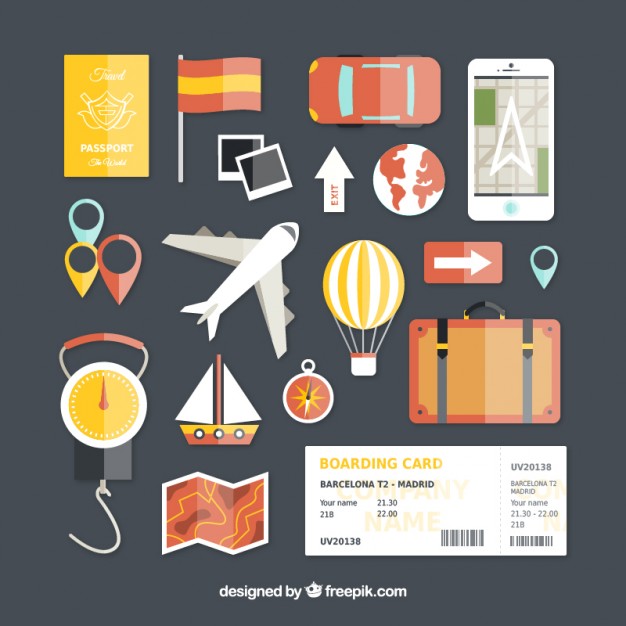 Travel
PASSPORT
The World
EXIT
BOARDING CARD
BARCELONA T2 - MADRID
Your name 21.30
21B 22.00
COMPANY
NAME
UV20138
UV20138
BARCELONA T2
MADRID
Your name
21.30 - 22.00
21B
designed by freepik.com